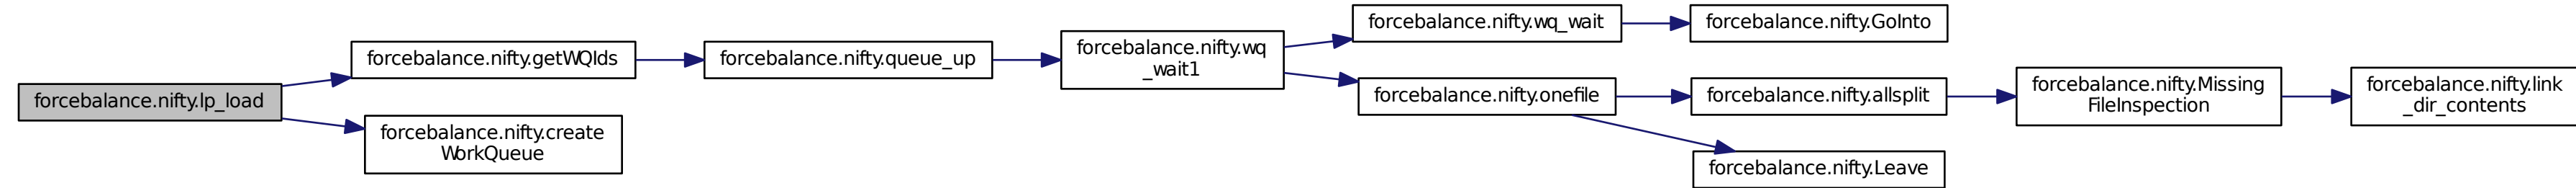 forcebalance.nifty.lp_load
forcebalance.nifty.getWQIds
forcebalance.nifty.create
WorkQueue
forcebalance.nifty.queue_up
forcebalance.nifty.wq
_wait1
forcebalance.nifty.wq_wait
forcebalance.nifty.GoInto
forcebalance.nifty.onefile
forcebalance.nifty.allsplit
forcebalance.nifty.Leave
forcebalance.nifty.Missing
FileInspection
forcebalance.nifty.link
_dir_contents